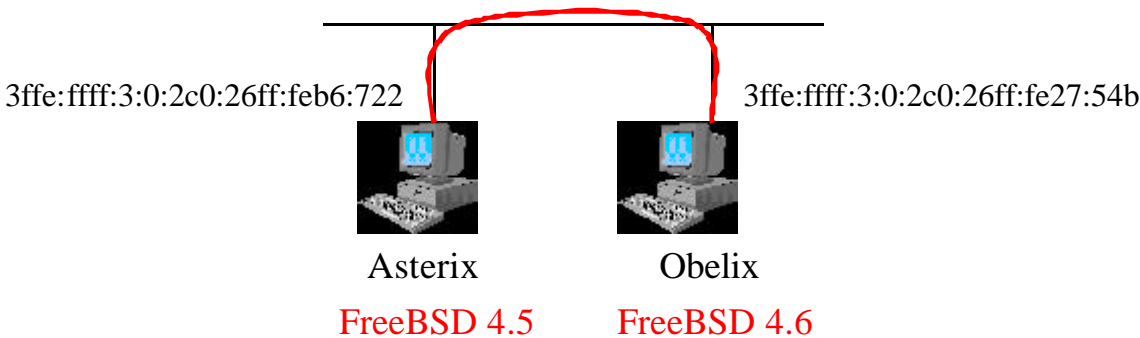 3ffe:ffff:3:0:2c0:26ff:feb6:722 3ffe:ffff:3:0:2c0:26ff:fe27:54b
Asterix Obelix
FreeBSD 4.5 FreeBSD 4.6